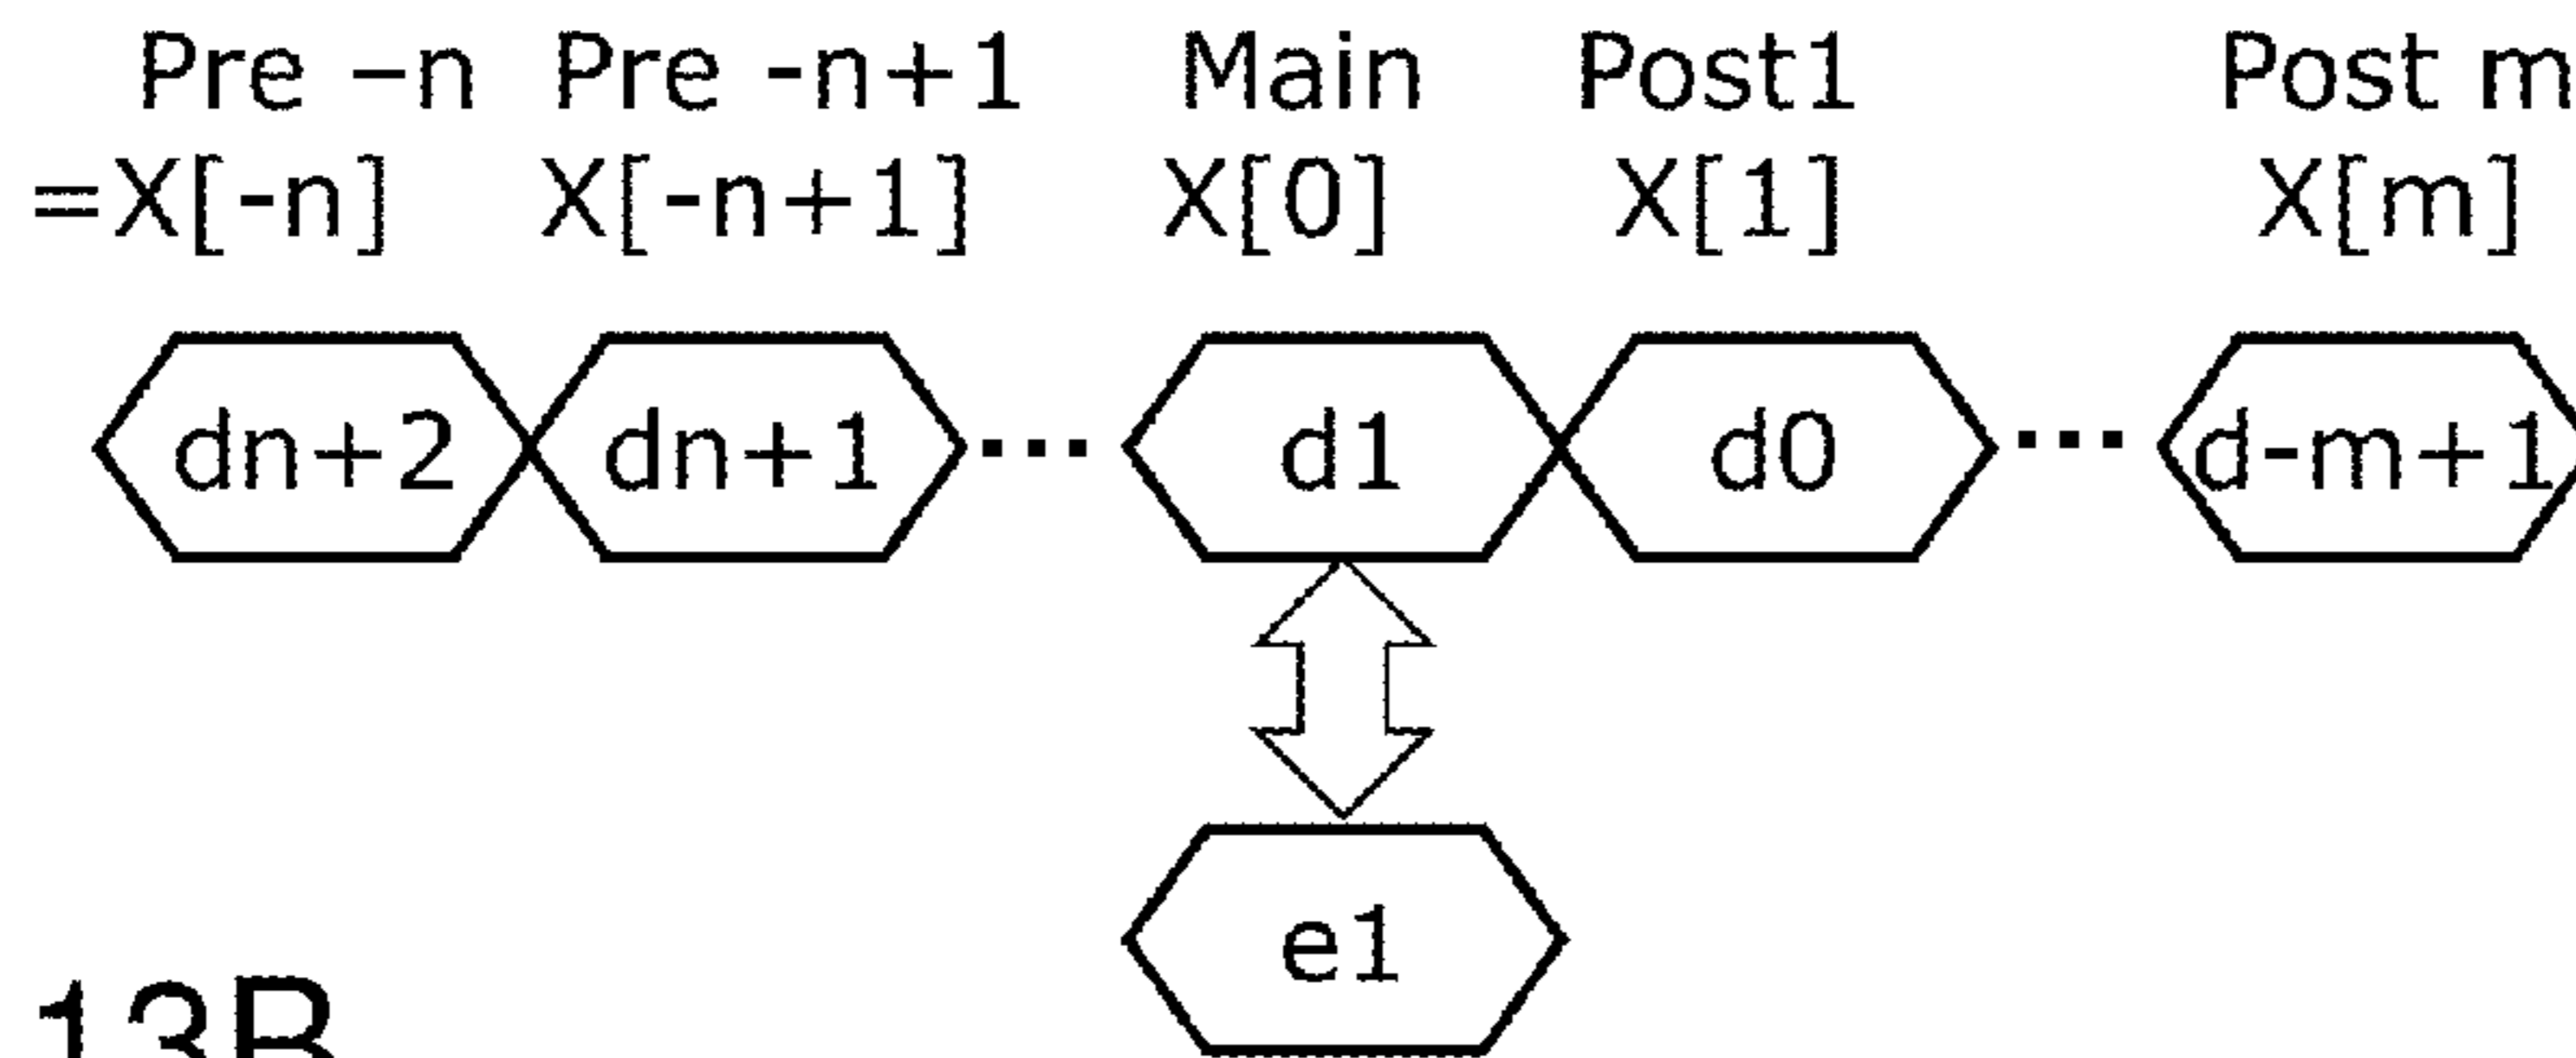 Pre –n Pre -n+1 Main Post1 Post m
=X[-n] X[-n+1] X[0] X[1] X[m]
dn+2 dn+1 ··· d1 d0 ··· d-m+1
e1
13B